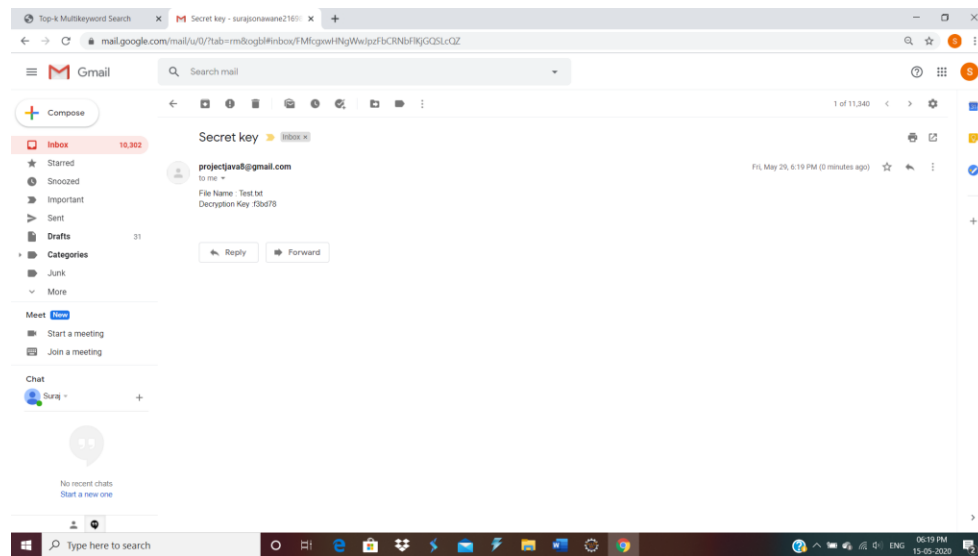 Top-k Multikeyword Search
Secret key - surajsonawane2169
mail.google.com/mail/u/0/?tab=rm&ogbl#inbox/FMfcgxwHNgWwJpzFbCRNbFlKjGQSLcQZ
S
Gmail
Search mail
S
Compose
1 of 11,340
Inbox 10,302
Secret key Inbox ×
Starred
projectjava8@gmail.com Fri, May 29, 6:19 PM (0 minutes ago)
to me
Snoozed
File Name : Test.txt
Important
Decryption Key :f3bd78
Sent
Drafts 31
Categories
Reply Forward
Junk
More
Meet New
Start a meeting
Join a meeting
Chat
Suraj
No recent chats
Start a new one
Type here to search
ENG
06:19 PM
15-05-2020